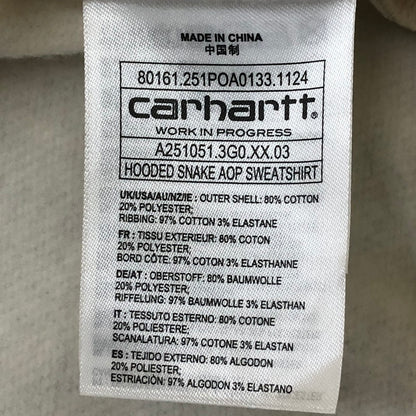 MADE IN CHINA
中国制
80161.251POA0133.1124
carhartt®
WORK IN PROGRESS
A251051.3G0.XX.03
HOODED SNAKE AOP SWEATSHIRT
UK/USA/AU/NZ/IE : OUTER SHELL: 80% COTTON
20% POLYESTER;
RIBBING: 97% COTTON 3% ELASTANE
FR : TISSU EXTERIEUR: 80% COTON
20% POLYESTER;
BORD CÔTE: 97% COTON 3% ELASTHANNE
DE/AT : OBERSTOFF: 80% BAUMWOLLE
20% POLYESTER;
RIFFELUNG: 97% BAUMWOLLE 3% ELASTHAN
IT : TESSUTO ESTERNO: 80% COTONE
20% POLIESTERE;
SCANALATURA: 97% COTONE 3% ELASTAN
ES : TEJIDO EXTERNO: 80% ALGODON
20% POLIÉSTER;
ESTRIACIÓN: 97% ALGODON 3% ELASTANO